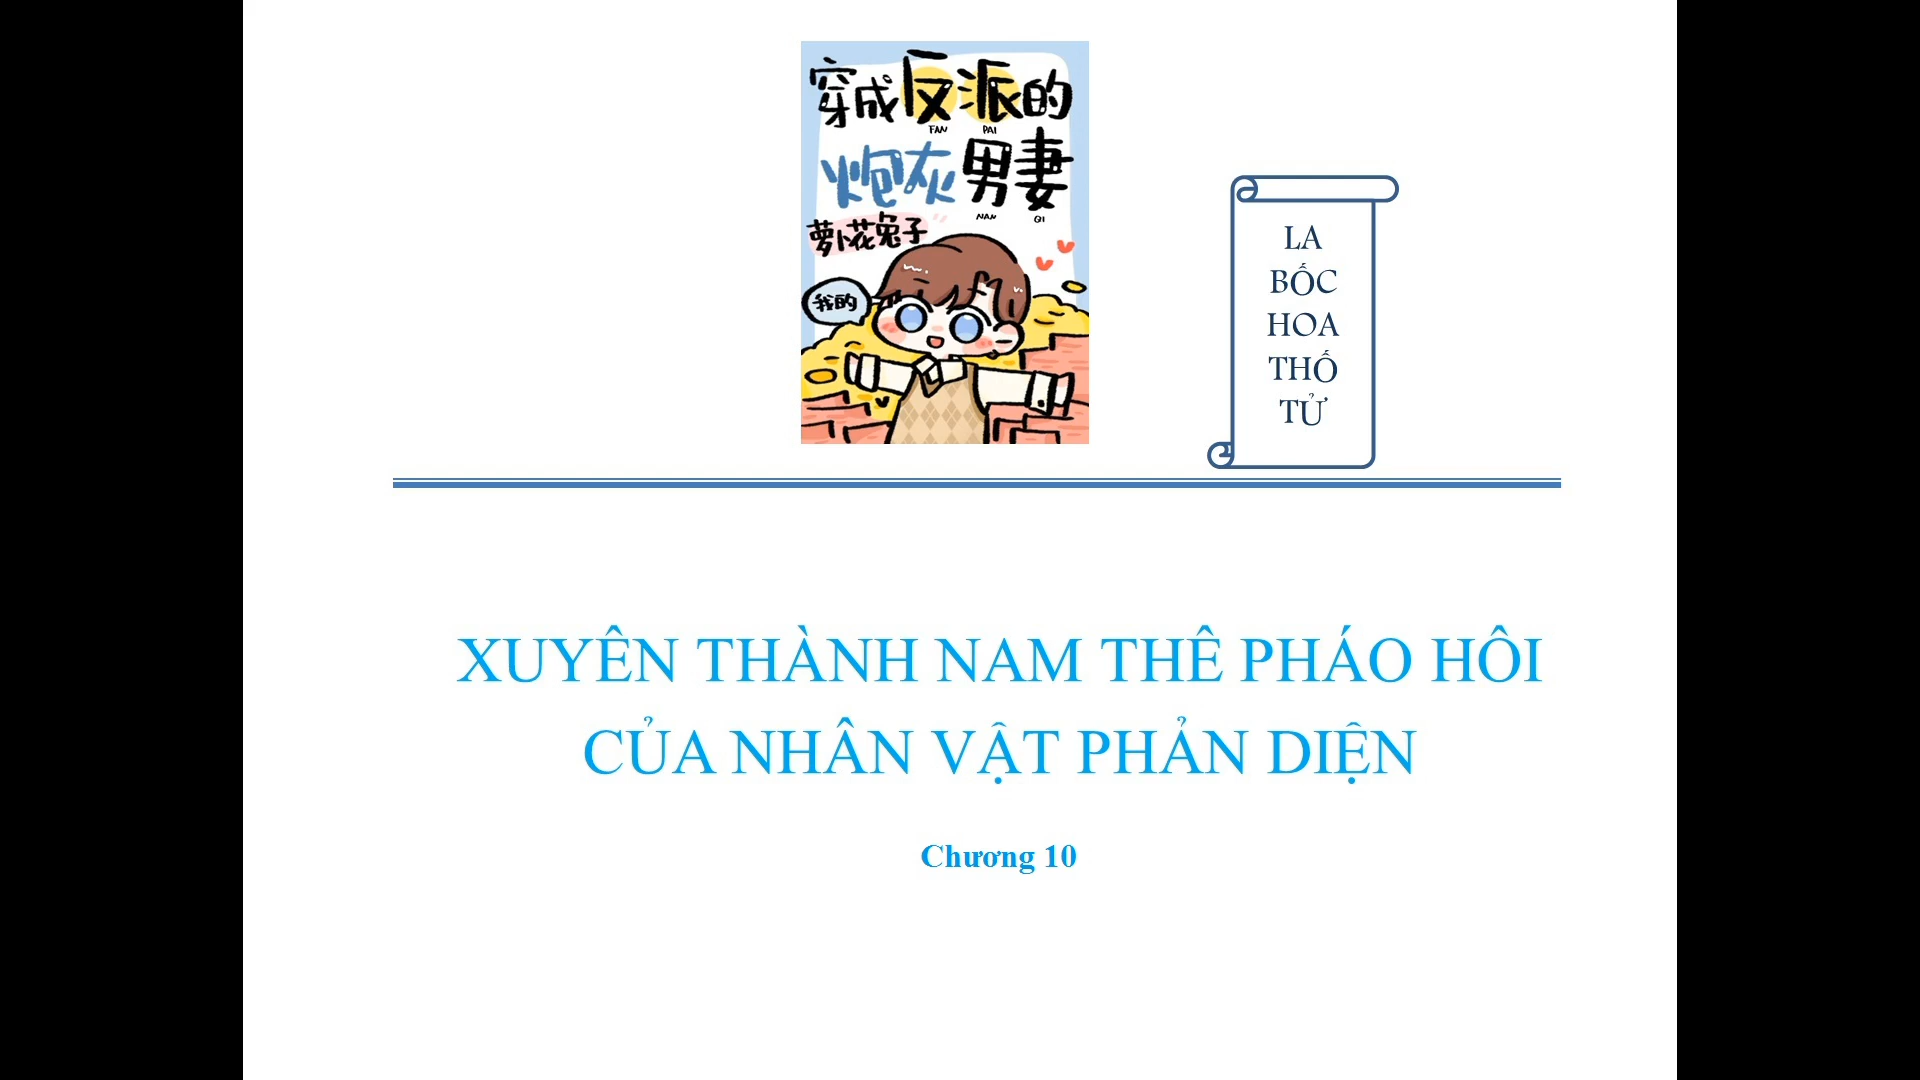 穿成反派的
FAN PAI
炮灰男妻
NAN QI
萝卜花兔子
我的
LA
BỐC
HOA
THỐ
TỬ
XUYÊN THÀNH NAM THÊ PHÁO HÔI
CỦA NHÂN VẬT PHẢN DIỆN
Chương 10